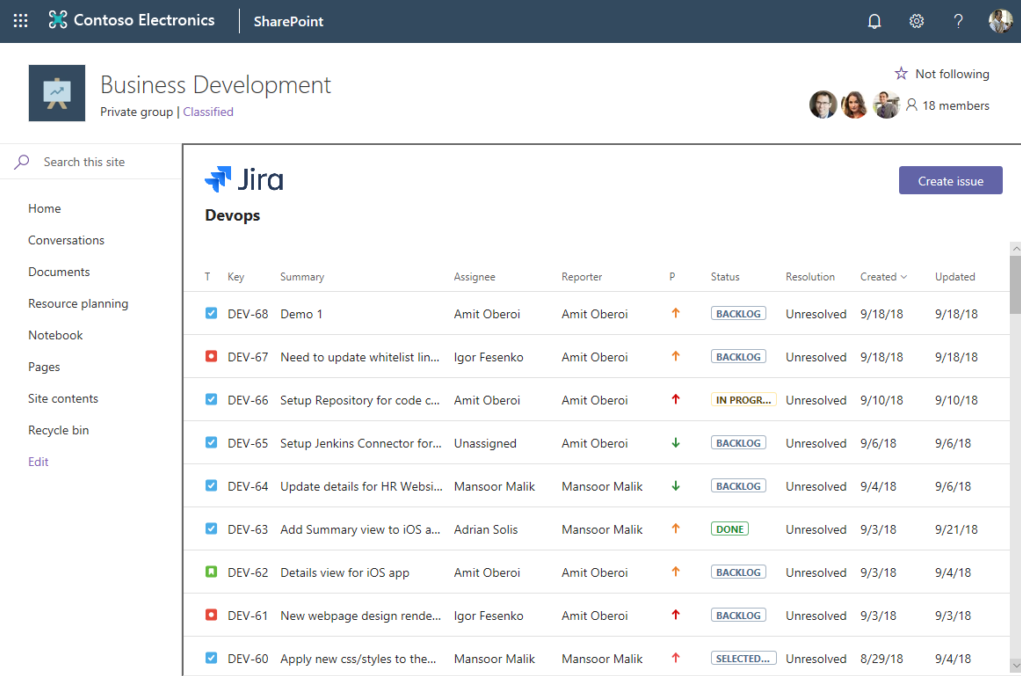 Contoso Electronics SharePoint ?
Business Development
Private group | Classified
Not following
18 members
Search this site
Home
Conversations
Documents
Resource planning
Notebook
Pages
Site contents
Recycle bin
Edit
Jira
Create issue
Devops
T Key Summary Assignee Reporter P Status Resolution Created Updated
DEV-68 Demo 1 Amit Oberoi Amit Oberoi BACKLOG Unresolved 9/18/18 9/18/18
DEV-67 Need to update whitelist lin... Igor Fesenko Amit Oberoi BACKLOG Unresolved 9/18/18 9/18/18
DEV-66 Setup Repository for code c... Amit Oberoi Amit Oberoi IN PROGR... Unresolved 9/10/18 9/10/18
DEV-65 Setup Jenkins Connector for... Unassigned Amit Oberoi BACKLOG Unresolved 9/6/18 9/6/18
DEV-64 Update details for HR Websi... Mansoor Malik Mansoor Malik BACKLOG Unresolved 9/4/18 9/6/18
DEV-63 Add Summary view to iOS a... Adrian Solis Mansoor Malik DONE Unresolved 9/3/18 9/21/18
DEV-62 Details view for iOS app Amit Oberoi Amit Oberoi BACKLOG Unresolved 9/3/18 9/4/18
DEV-61 New webpage design rende... Igor Fesenko Amit Oberoi BACKLOG Unresolved 9/3/18 9/3/18
DEV-60 Apply new css/styles to the... Mansoor Malik Mansoor Malik SELECTED... Unresolved 8/29/18 9/4/18